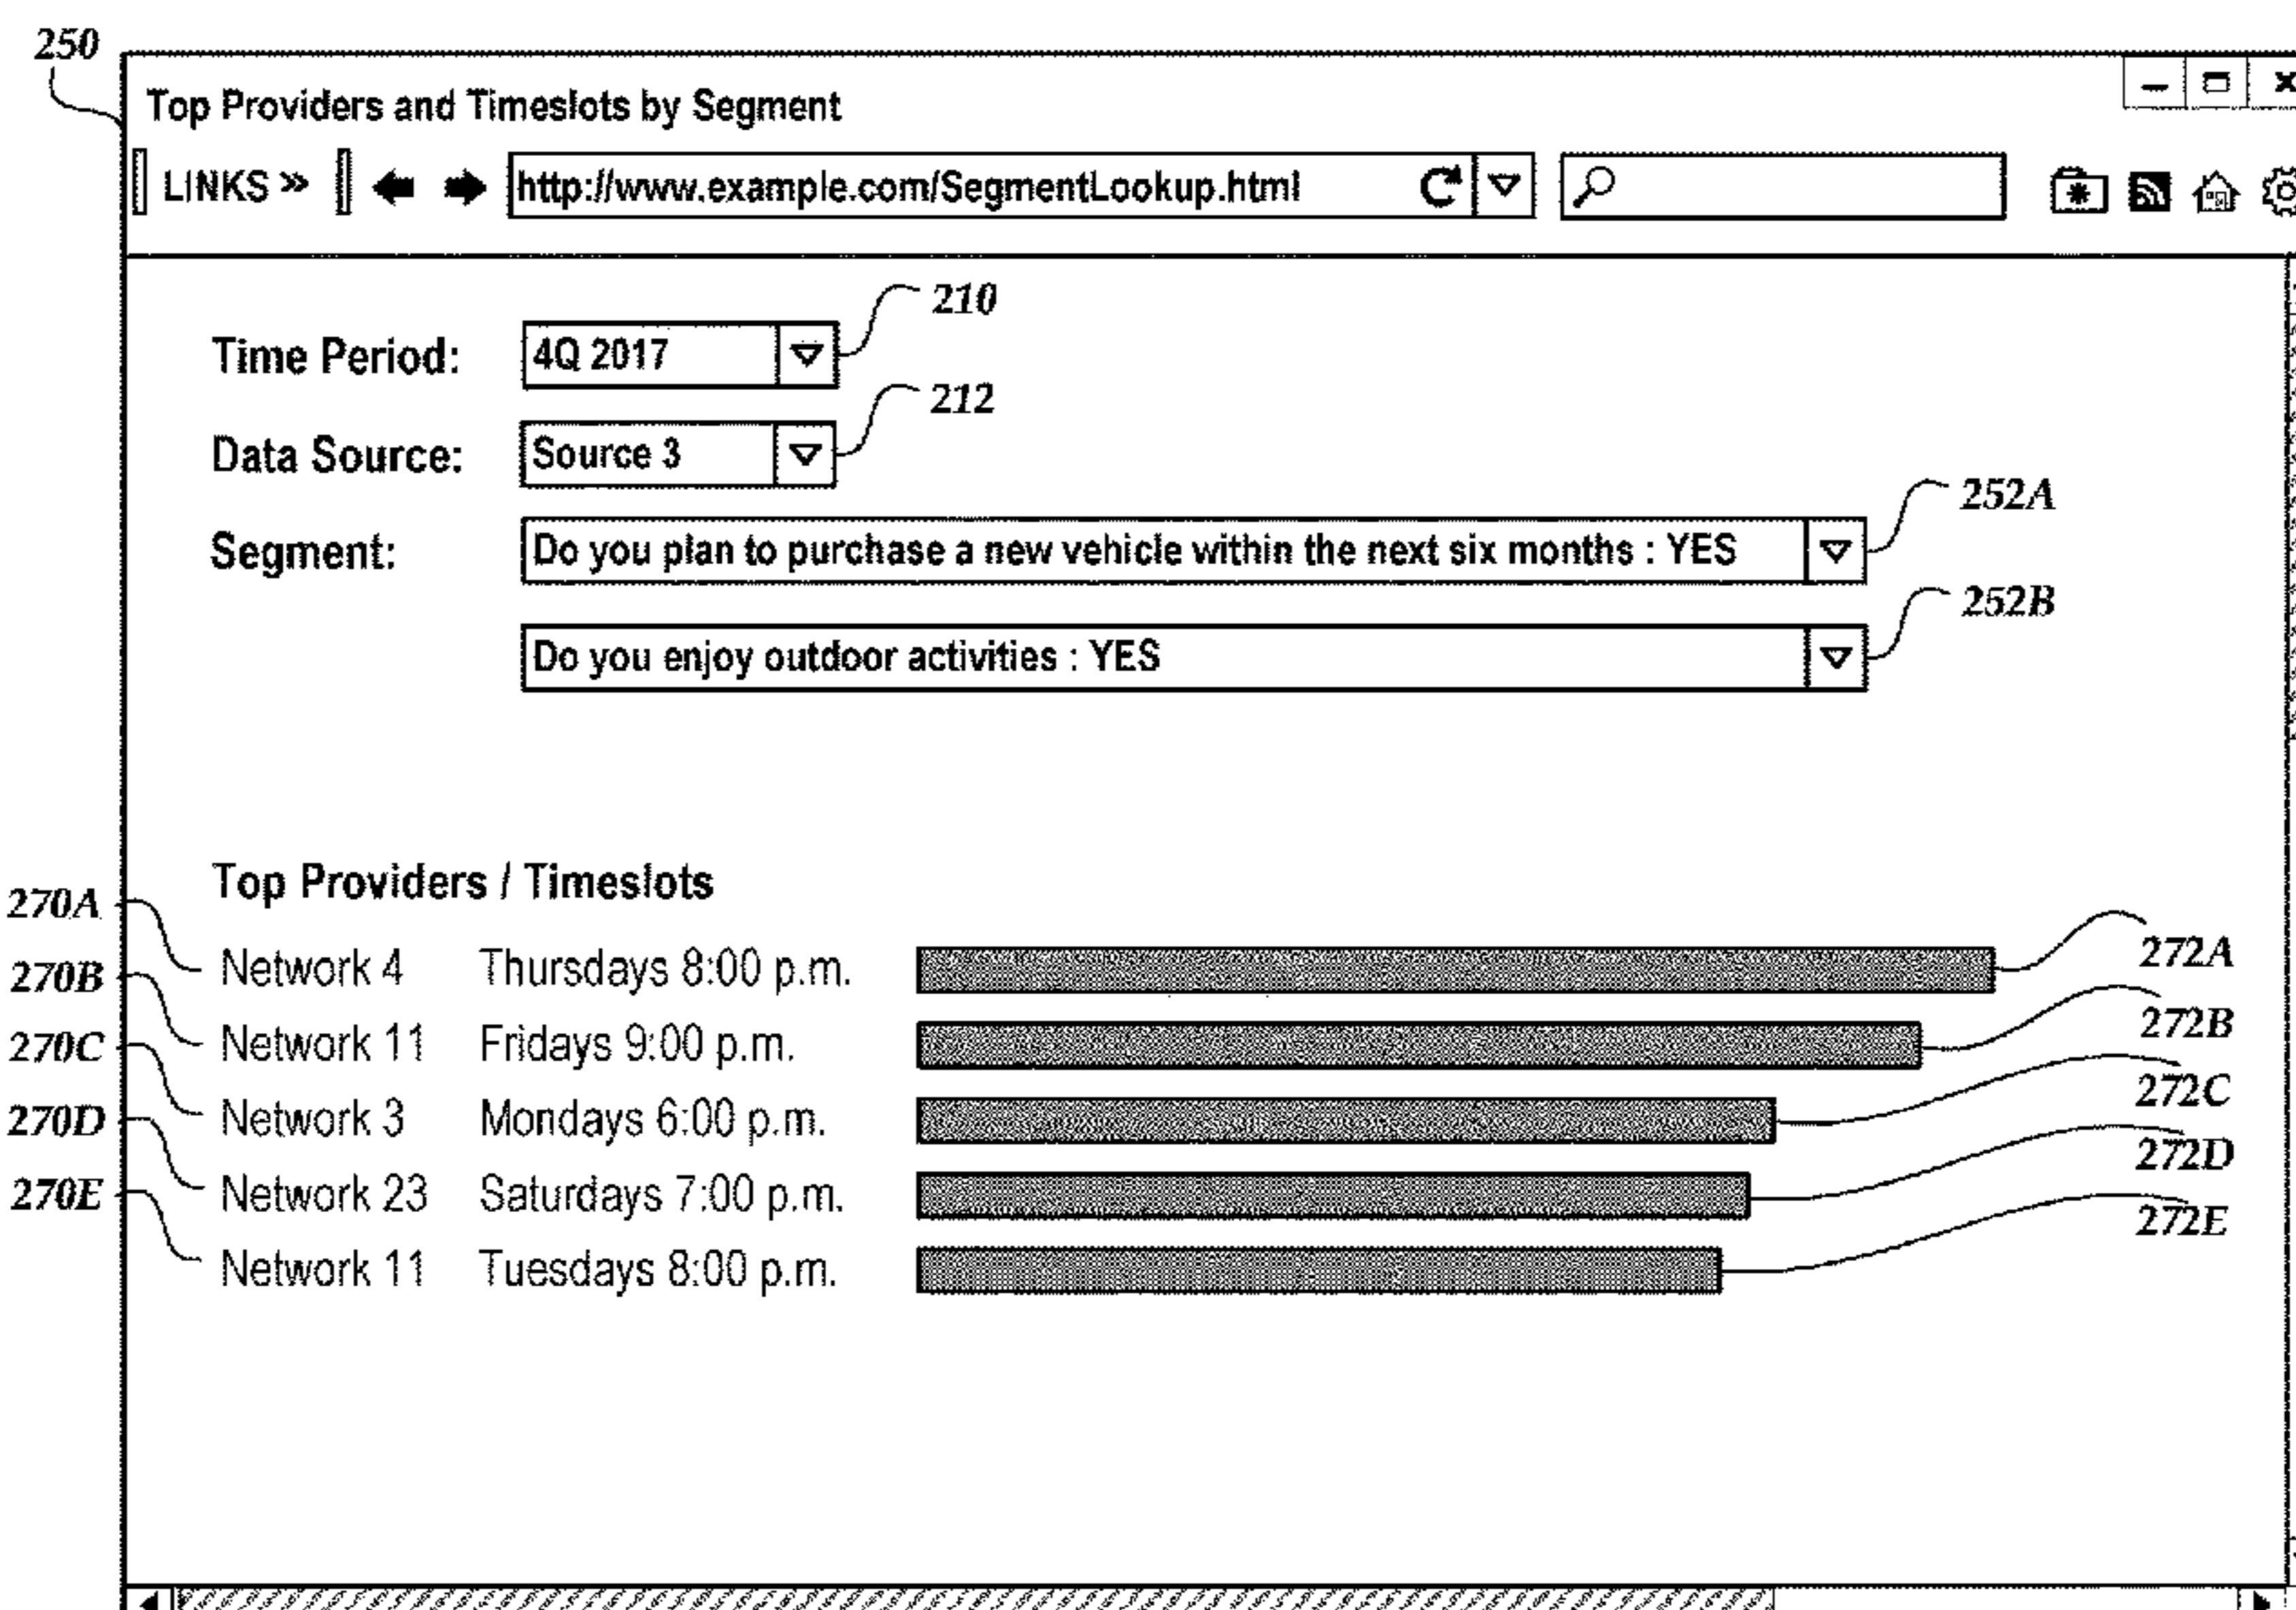 250
Top Providers and Timeslots by Segment
LINKS »
http://www.example.com/SegmentLookup.html
210
Time Period: 4Q 2017
212
Data Source: Source 3
252A
Segment: Do you plan to purchase a new vehicle within the next six months : YES
252B
Do you enjoy outdoor activities : YES
Top Providers / Timeslots
270A
Network 4 Thursdays 8:00 p.m. 272A
270B
Network 11 Fridays 9:00 p.m. 272B
270C
Network 3 Mondays 6:00 p.m. 272C
270D
Network 23 Saturdays 7:00 p.m. 272D
270E
Network 11 Tuesdays 8:00 p.m. 272E